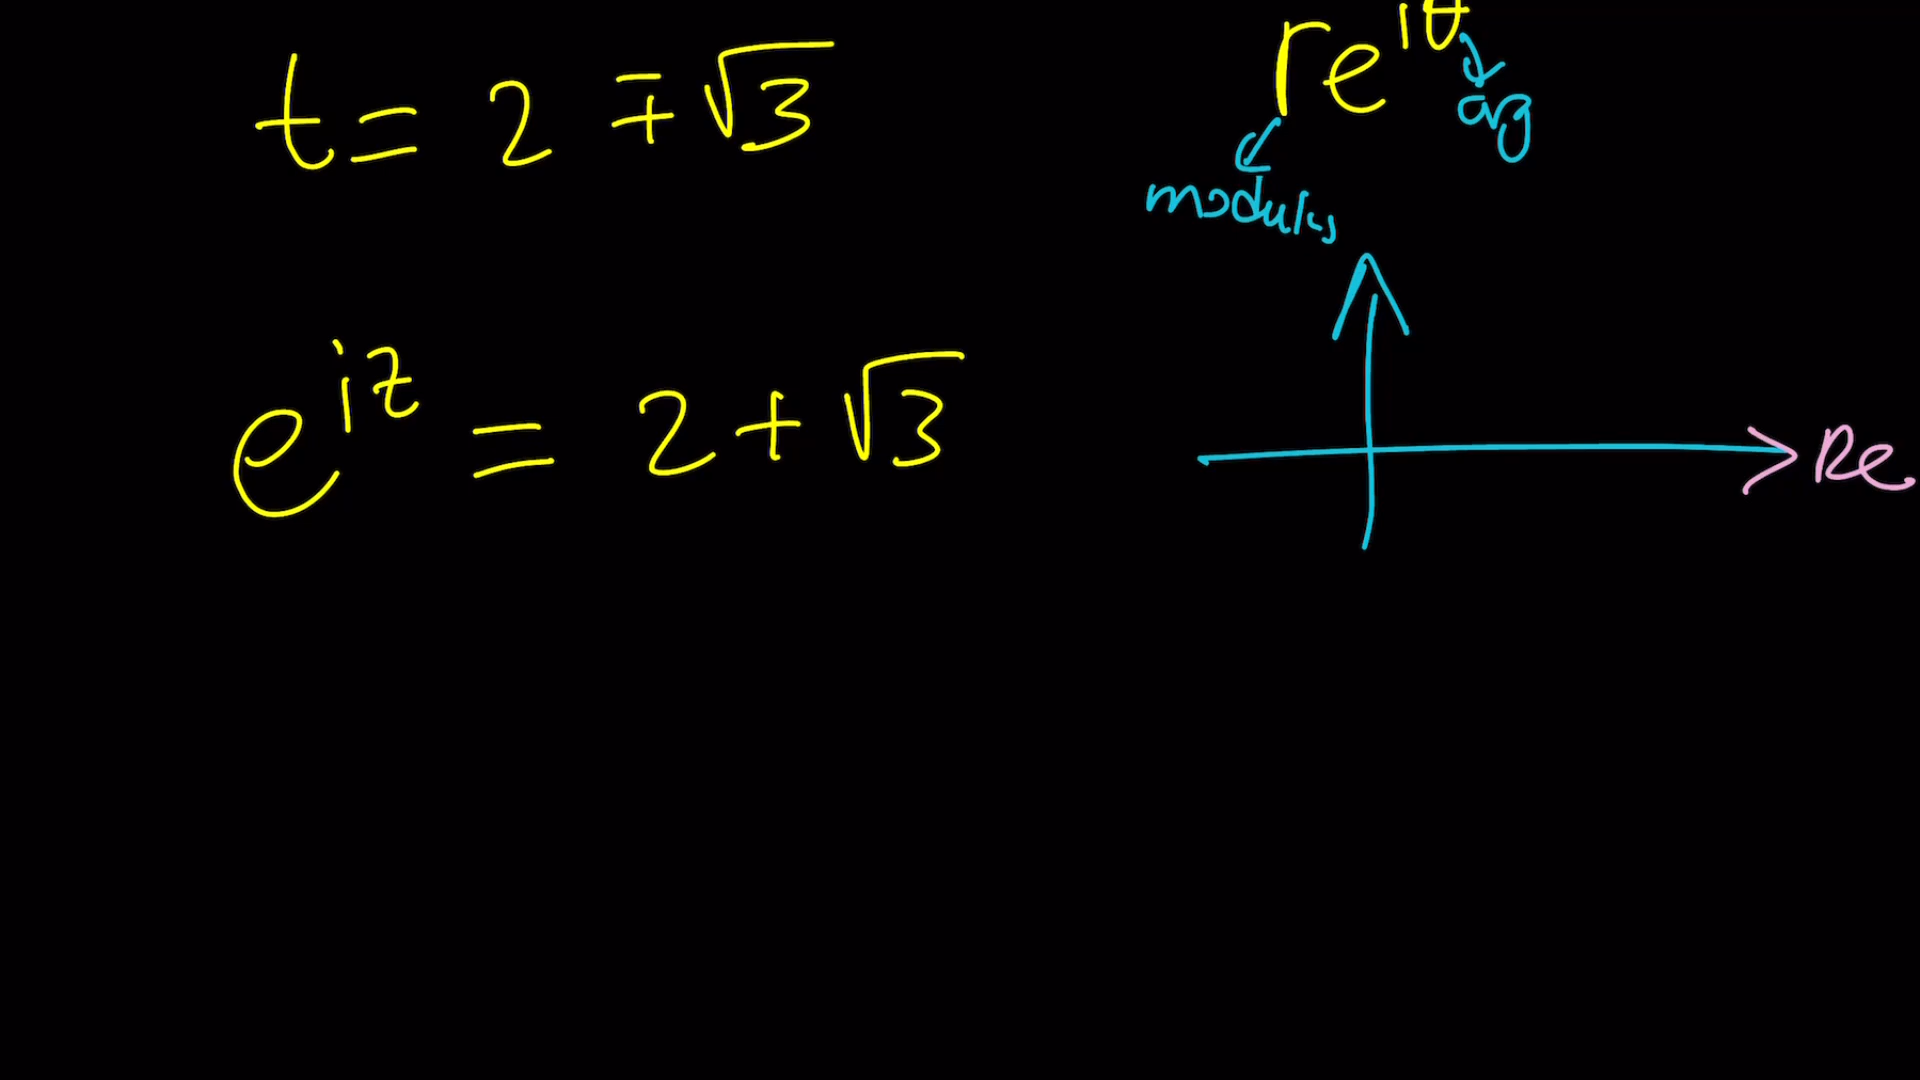 t = 2 ∓ √3
re^{iθ}
arg
modulus
e^{iz} = 2 + √3
Re